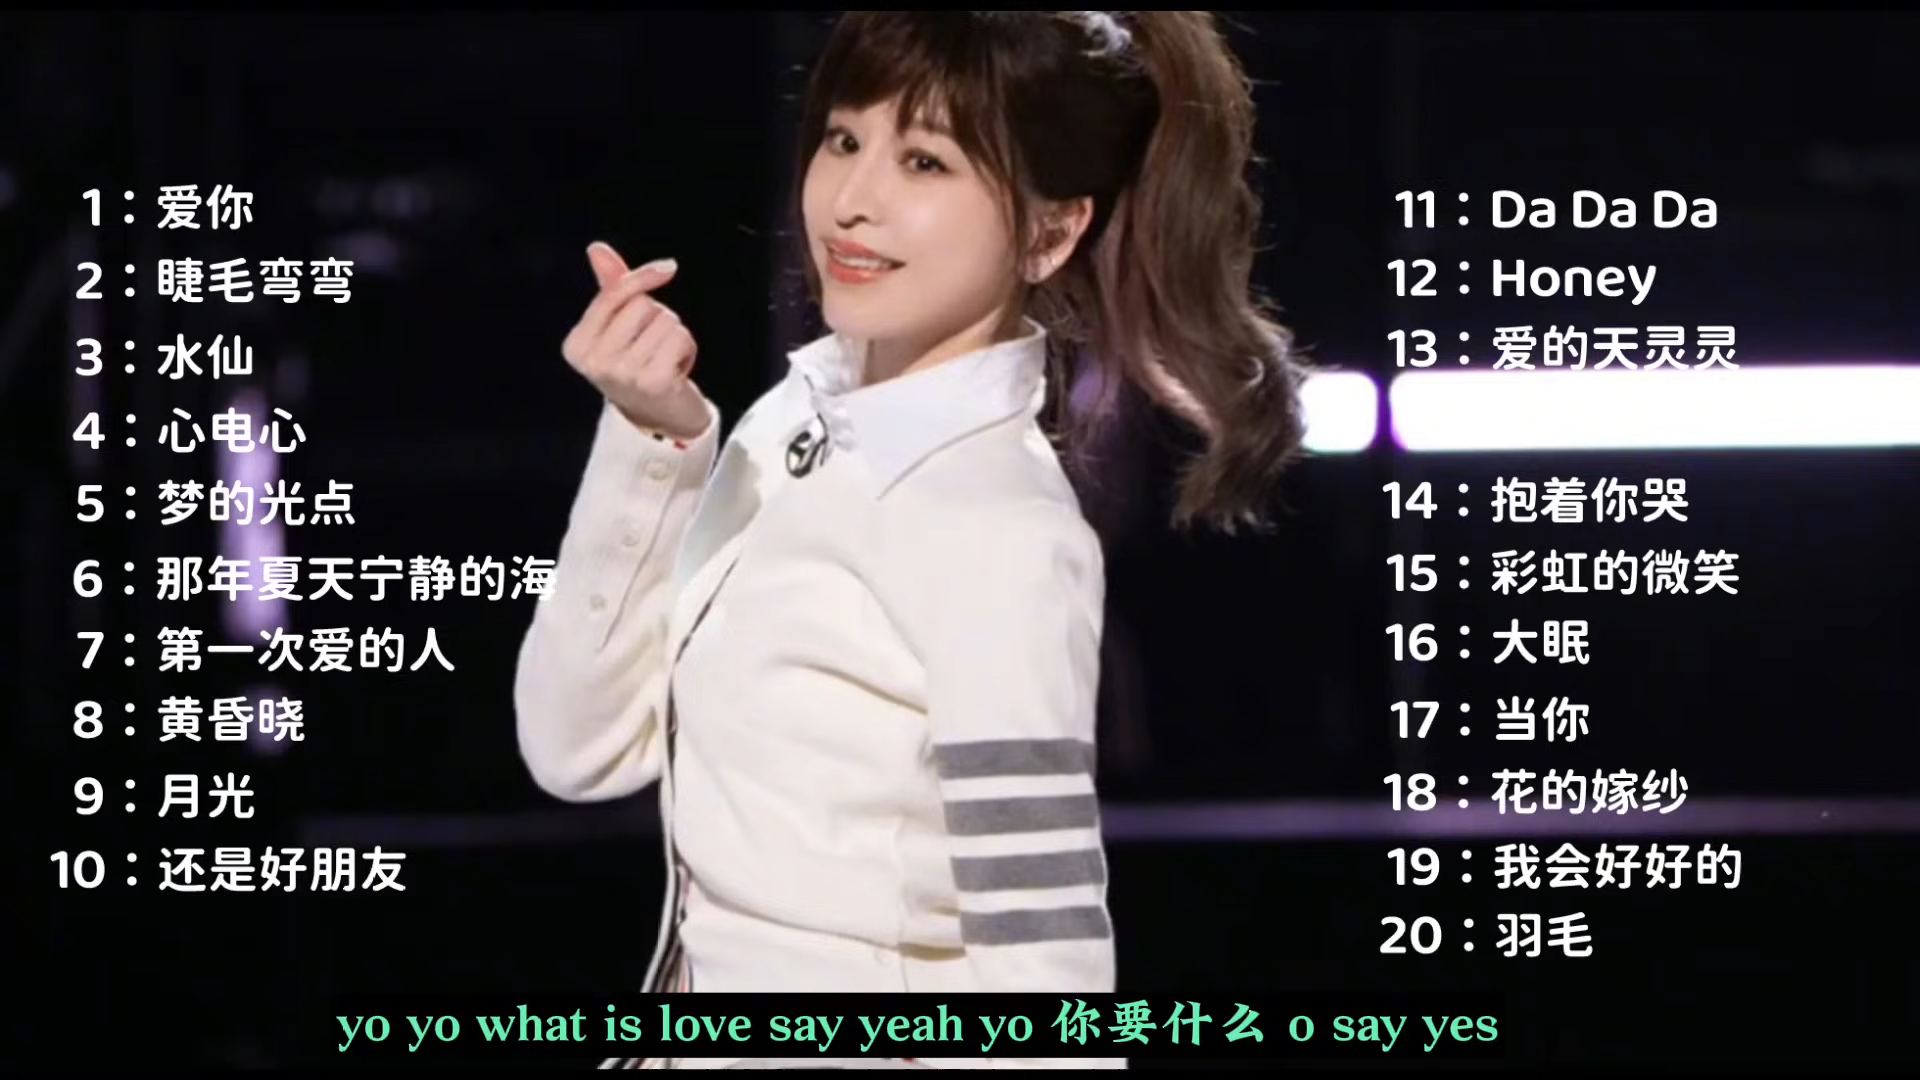 1：爱你
2：睫毛弯弯
3：水仙
4：心电心
5：梦的光点
6：那年夏天宁静的海
7：第一次爱的人
8：黄昏晓
9：月光
10：还是好朋友
11：Da Da Da
12：Honey
13：爱的天灵灵
14：抱着你哭
15：彩虹的微笑
16：大眠
17：当你
18：花的嫁纱
19：我会好好的
20：羽毛
yo yo what is love say yeah yo 你要什么 o say yes